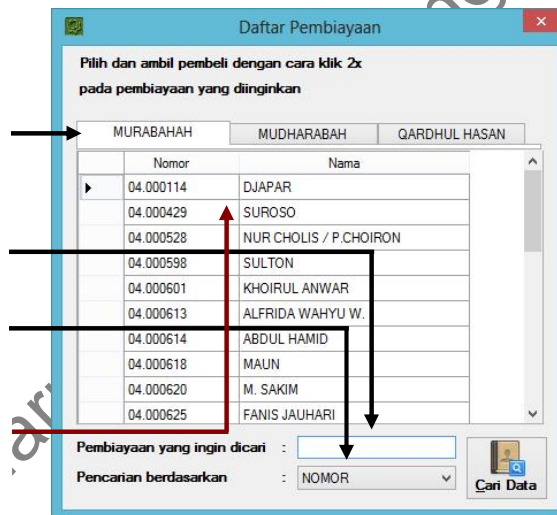 Daftar Pembiayaan
Pilih dan ambil pembeli dengan cara klik 2x
pada pembiayaan yang diinginkan
MURABAHAH MUDHARABAH QARDHUL HASAN
Nomor Nama
04.000114 DJAPAR
04.000429 SUROSO
04.000528 NUR CHOLIS / P.CHOIRON
04.000598 SULTON
04.000601 KHOIRUL ANWAR
04.000613 ALFRIDA WAHYU W.
04.000614 ABDUL HAMID
04.000618 MAUN
04.000620 M. SAKIM
04.000625 FANIS JAUHARI
Pembiayaan yang ingin dicari :
Pencarian berdasarkan : NOMOR
Cari Data